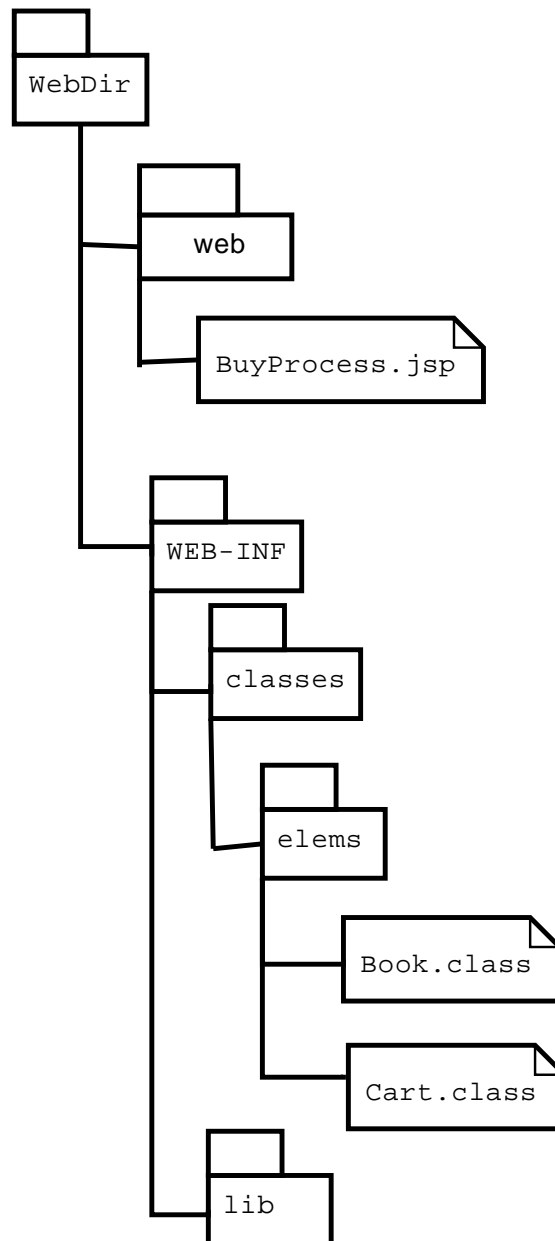 WebDir
web
BuyProcess.jsp
WEB-INF
classes
elems
Book.class
Cart.class
lib